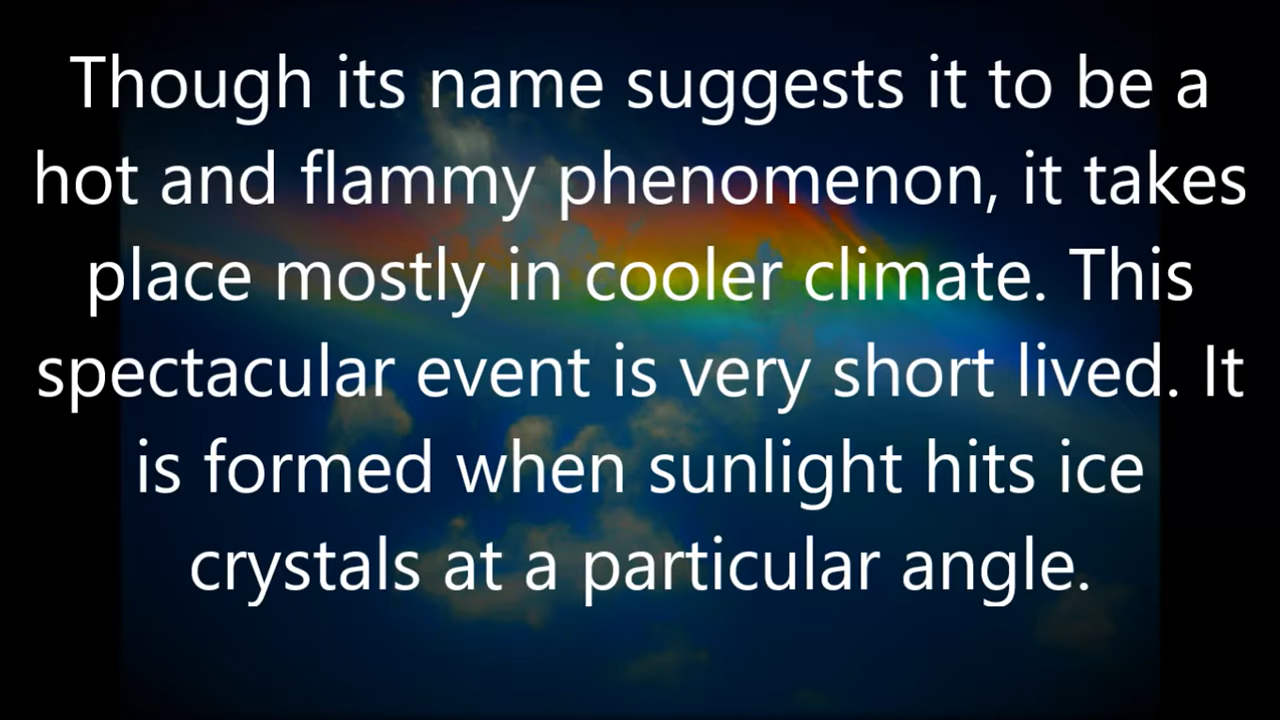 Though its name suggests it to be a
hot and flammy phenomenon, it takes
place mostly in cooler climate. This
spectacular event is very short lived. It
is formed when sunlight hits ice
crystals at a particular angle.